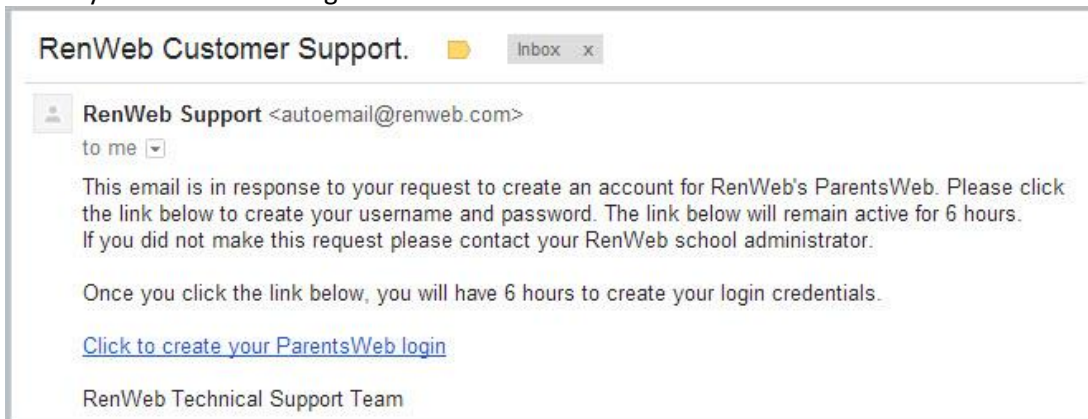 RenWeb Customer Support. Inbox x
RenWeb Support <autoemail@renweb.com>
to me
This email is in response to your request to create an account for RenWeb's ParentsWeb. Please click
the link below to create your username and password. The link below will remain active for 6 hours.
If you did not make this request please contact your RenWeb school administrator.
Once you click the link below, you will have 6 hours to create your login credentials.
Click to create your ParentsWeb login
RenWeb Technical Support Team